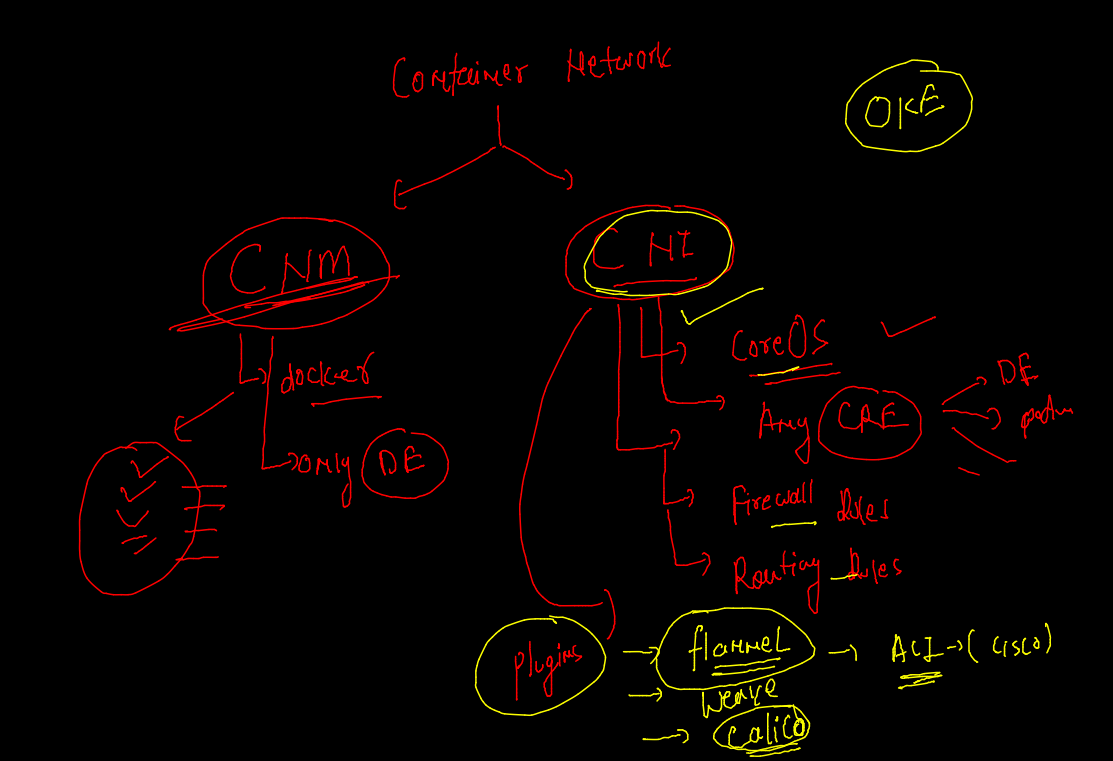 Container Network
OKE
CNM
CNI
docker
only DE
CoreOS
Any CRE
DE
Firewall Rules
Routing Rules
plugins
flannel
ACI
(CISCO)
weave
calico